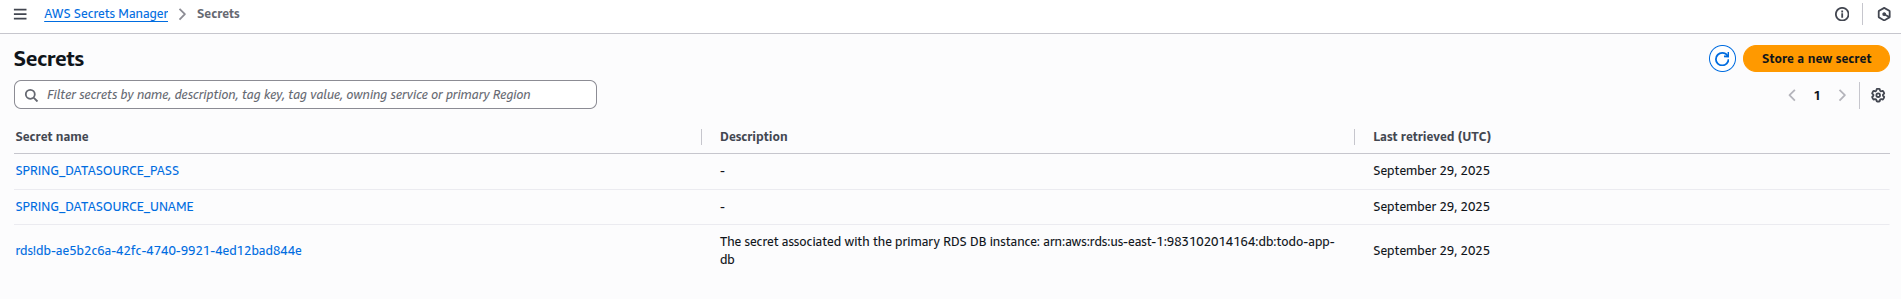 AWS Secrets Manager > Secrets
Secrets
Store a new secret
Filter secrets by name, description, tag key, tag value, owning service or primary Region
1
Secret name Description Last retrieved (UTC)
SPRING_DATASOURCE_PASS - September 29, 2025
SPRING_DATASOURCE_UNAME - September 29, 2025
rds!db-ae5b2c6a-42fc-4740-9921-4ed12bad844e The secret associated with the primary RDS DB instance: arn:aws:rds:us-east-1:983102014164:db:todo-app- September 29, 2025
db